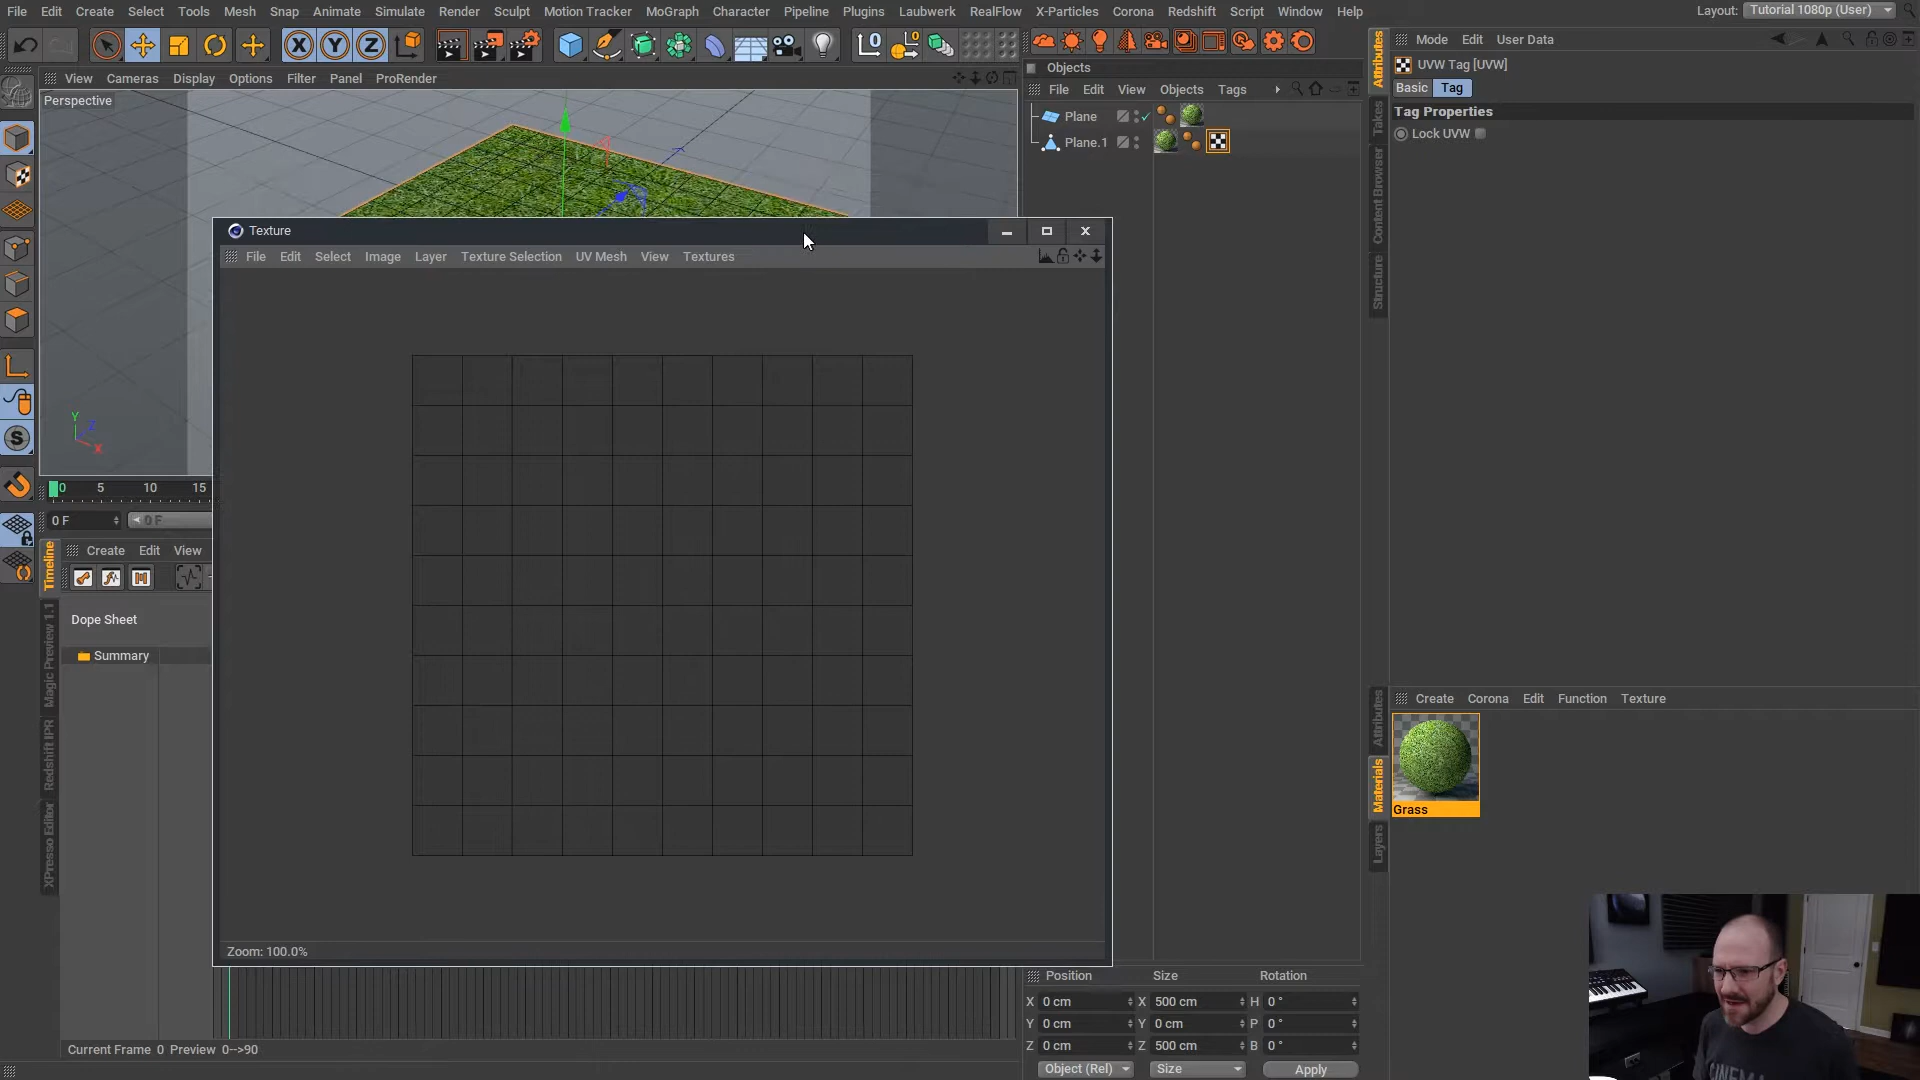 File Edit Create Select Tools Mesh Snap Animate Simulate Render Sculpt Motion Tracker MoGraph Character Pipeline Plugins Laubwerk RealFlow X-Particles Corona Redshift Script Window Help
Layout: Tutorial 1080p (User)
X Y Z
View Cameras Display Options Filter Panel ProRender
Perspective
Objects
File Edit View Objects Tags
Plane
Plane.1
Attributes
Takes
Content Browser
Structure
Mode Edit User Data
UVW Tag [UVW]
Basic Tag
Tag Properties
Lock UVW
Texture
File Edit Select Image Layer Texture Selection UV Mesh View Textures
Zoom: 100.0%
Y
Z
X
S
0 5 10 15
0 F 0 F
Timeline
Magic Preview 1.1
Redshift IPR
XPresso Editor
Create Edit View
Dope Sheet
Summary
Current Frame 0 Preview 0-->90
Attributes
Materials
Layers
Create Corona Edit Function Texture
Grass
Position Size Rotation
X 0 cm X 500 cm H 0 °
Y 0 cm Y 0 cm P 0 °
Z 0 cm Z 500 cm B 0 °
Object (Rel) Size Apply